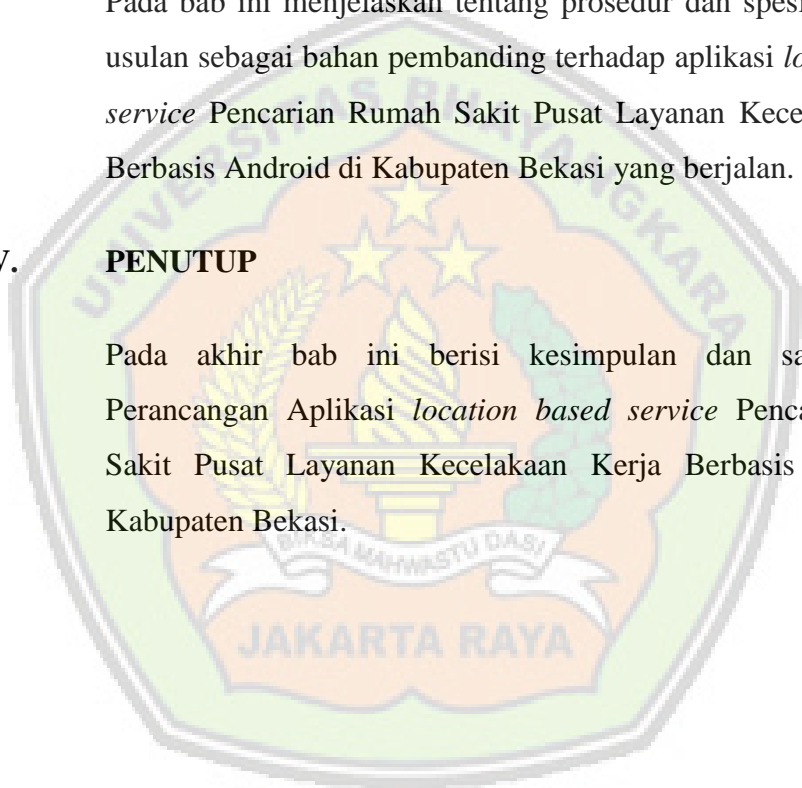 Pada bab ini menjelaskan tentang prosedur dan spesi
usulan sebagai bahan pembanding terhadap aplikasi lo
service Pencarian Rumah Sakit Pusat Layanan Kece
Berbasis Android di Kabupaten Bekasi yang berjalan.
V. PENUTUP
Pada akhir bab ini berisi kesimpulan dan sa
Perancangan Aplikasi location based service Penca
Sakit Pusat Layanan Kecelakaan Kerja Berbasis
Kabupaten Bekasi.
UNIVERSITAS BHAYANGKARA
BIKSA MAHWASTU DASI
JAKARTA RAYA